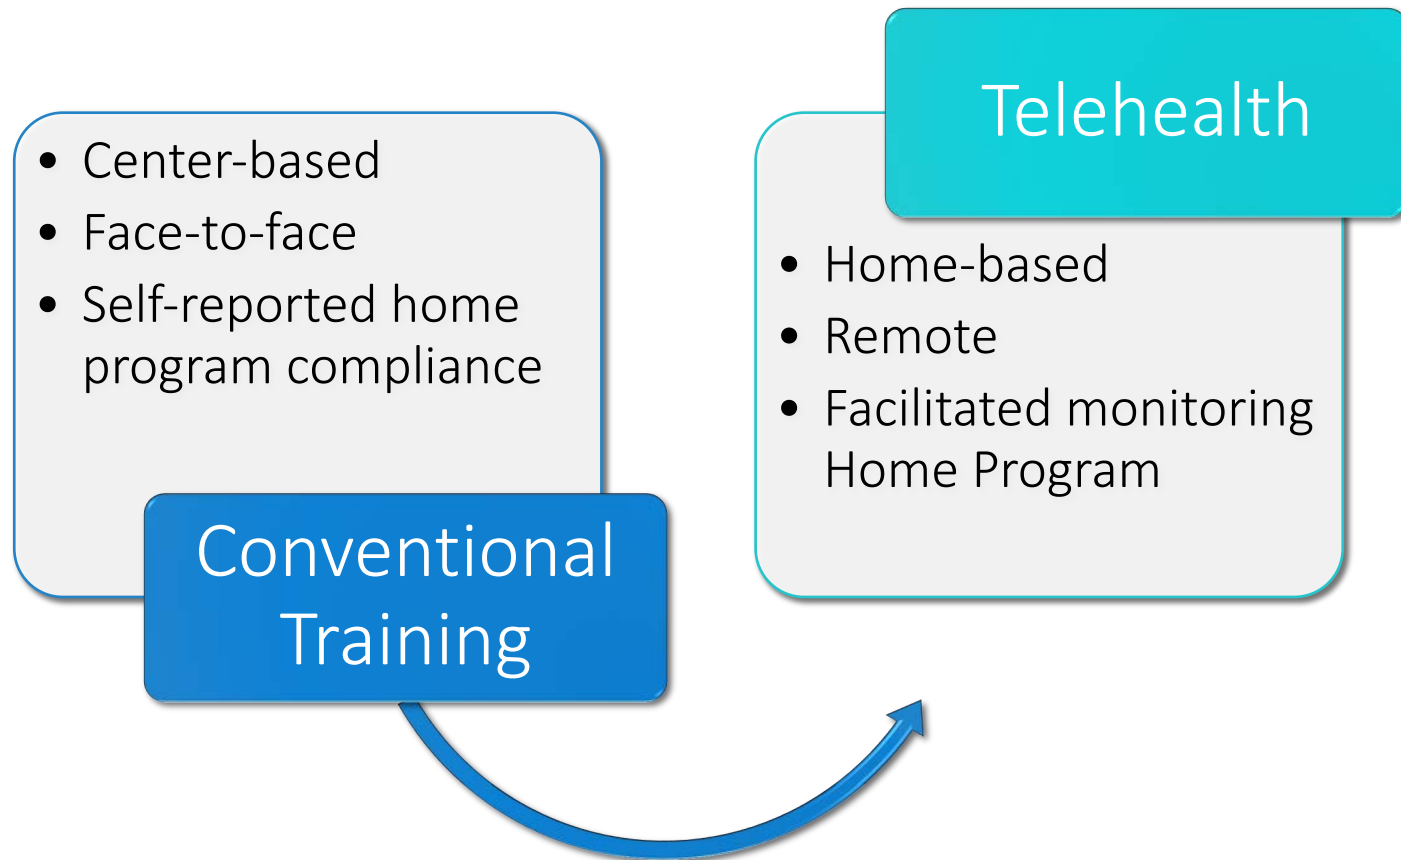 • Center-based
• Face-to-face
• Self-reported home
program compliance
Conventional
Training
Telehealth
• Home-based
• Remote
• Facilitated monitoring
Home Program